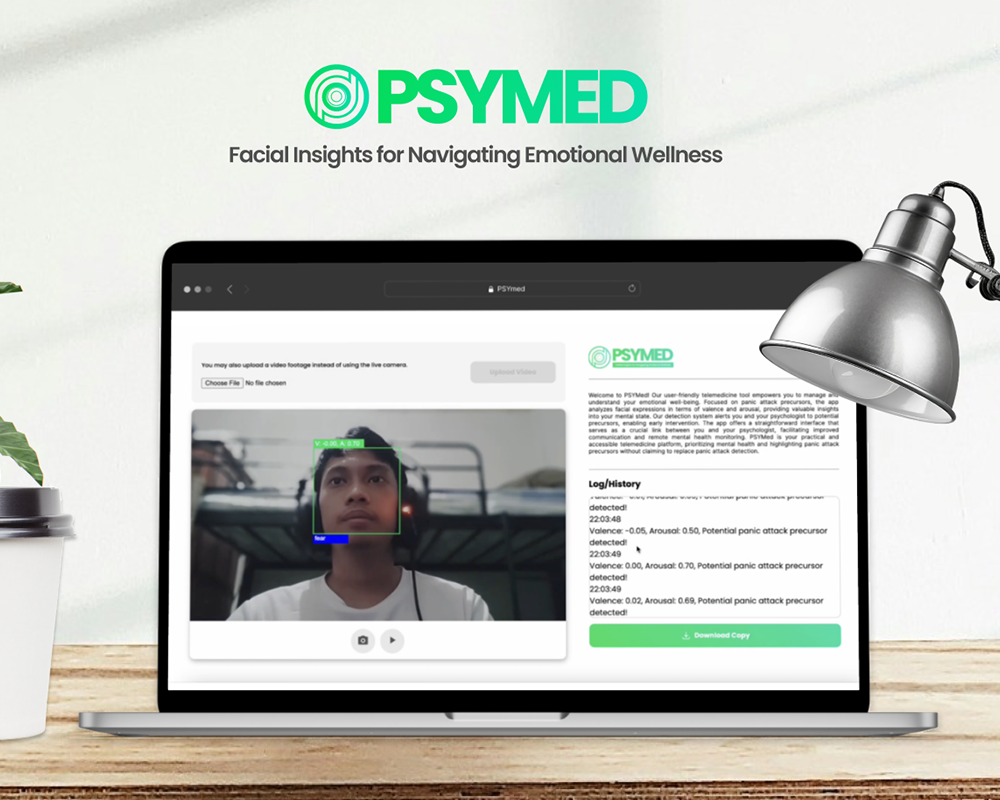 PSYMED
Facial Insights for Navigating Emotional Wellness
PSYmed
You may also upload a video footage instead of using the live camera.
Choose File No file chosen
Upload Video
V: -0.05, A: 0.70
fear
PSYMED
Welcome to PSYMed! Our user-friendly telemedicine tool empowers you to manage and
understand your emotional well-being. Focused on panic attack precursors, the app
analyzes facial expressions in terms of valence and arousal, providing valuable insights
into your mental state. Our detection system alerts you and your psychologist to potential
precursors, enabling early intervention. The app offers a straightforward interface that
serves as a crucial link between you and your psychologist, facilitating improved
communication and remote mental health monitoring. PSYMed is your practical and
accessible telemedicine platform, prioritizing mental health and highlighting panic attack
precursors without claiming to replace panic attack detection.
Log/History
Potential panic attack precursor
detected!
22:03:48
Valence: -0.05, Arousal: 0.50, Potential panic attack precursor
detected!
22:03:49
Valence: 0.00, Arousal: 0.70, Potential panic attack precursor
detected!
22:03:49
Valence: 0.02, Arousal: 0.69, Potential panic attack precursor
detected!
Download Copy